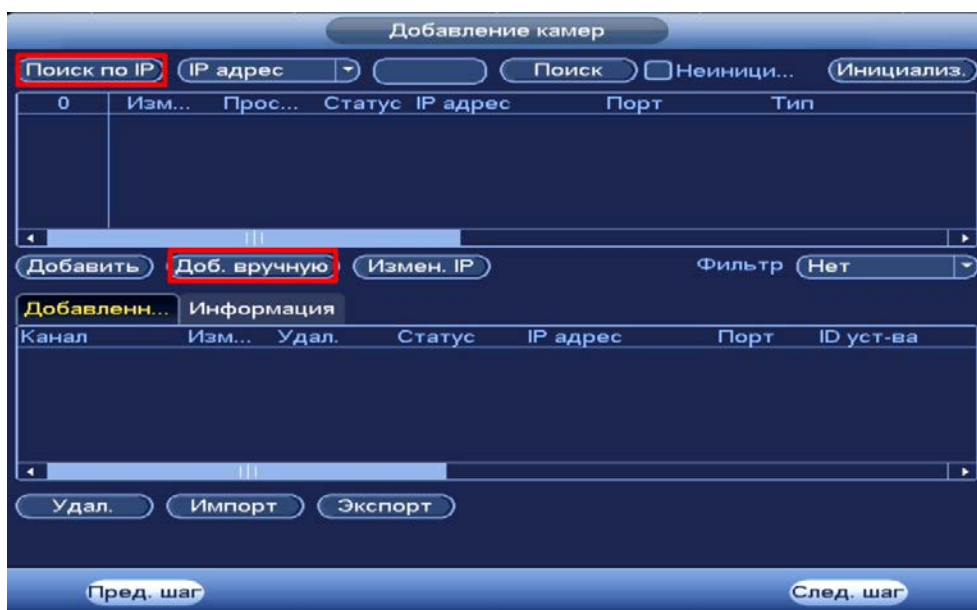 Добавление камер
Поиск по IP IP адрес Поиск Неиници... Инициализ.
0 Изм... Прос... Статус IP адрес Порт Тип
Добавить Доб. вручную Измен. IP Фильтр Нет
Добавленн... Информация
Канал Изм... Удал. Статус IP адрес Порт ID уст-ва
Удал. Импорт Экспорт
Пред. шаг След. шаг